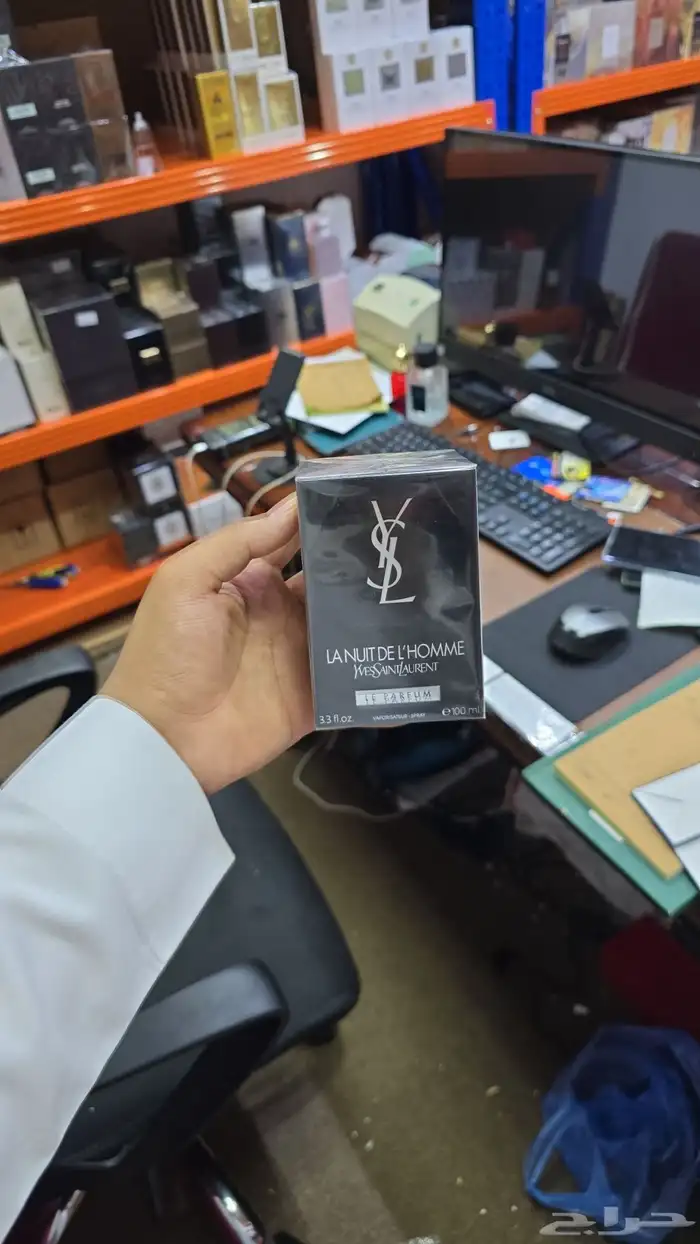 YSL
LA NUIT DE L'HOMME
YVESSAINTLAURENT
LE PARFUM
3.3 fl.oz. VAPORISATEUR - SPRAY e 100 ml
حراج